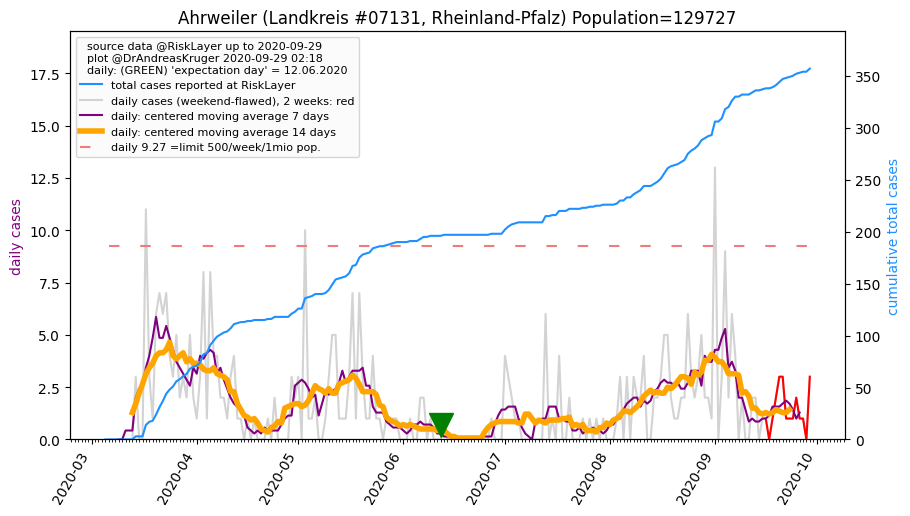 Ahrweiler (Landkreis #07131, Rheinland-Pfalz) Population=129727
source data @RiskLayer up to 2020-09-29
plot @DrAndreasKruger 2020-09-29 02:18
daily: (GREEN) 'expectation day' = 12.06.2020
total cases reported at RiskLayer
daily cases (weekend-flawed), 2 weeks: red
daily: centered moving average 7 days
daily: centered moving average 14 days
daily 9.27 =limit 500/week/1mio pop.
daily cases
17.5
15.0
12.5
10.0
7.5
5.0
2.5
0.0
350
300
250
200
150
100
50
0
cumulative total cases
2020-03
2020-04
2020-05
2020-06
2020-07
2020-08
2020-09
2020-10